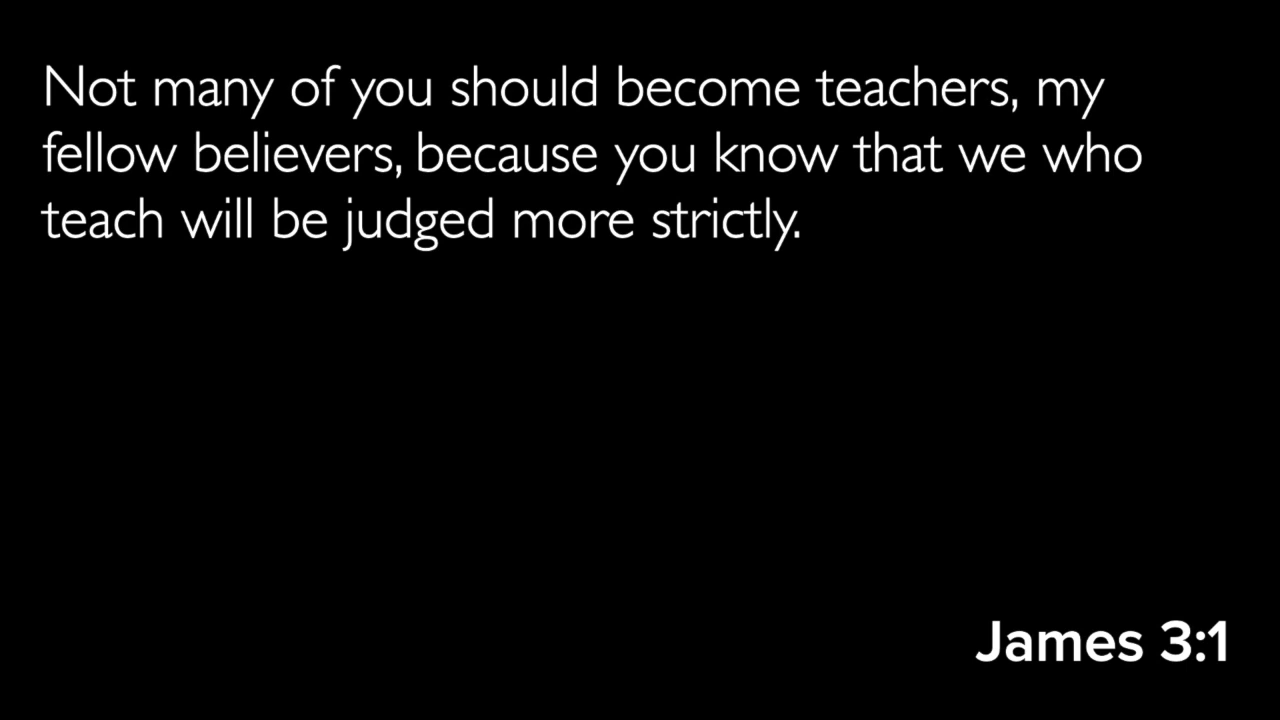 Not many of you should become teachers, my
fellow believers, because you know that we who
teach will be judged more strictly.
James 3:1